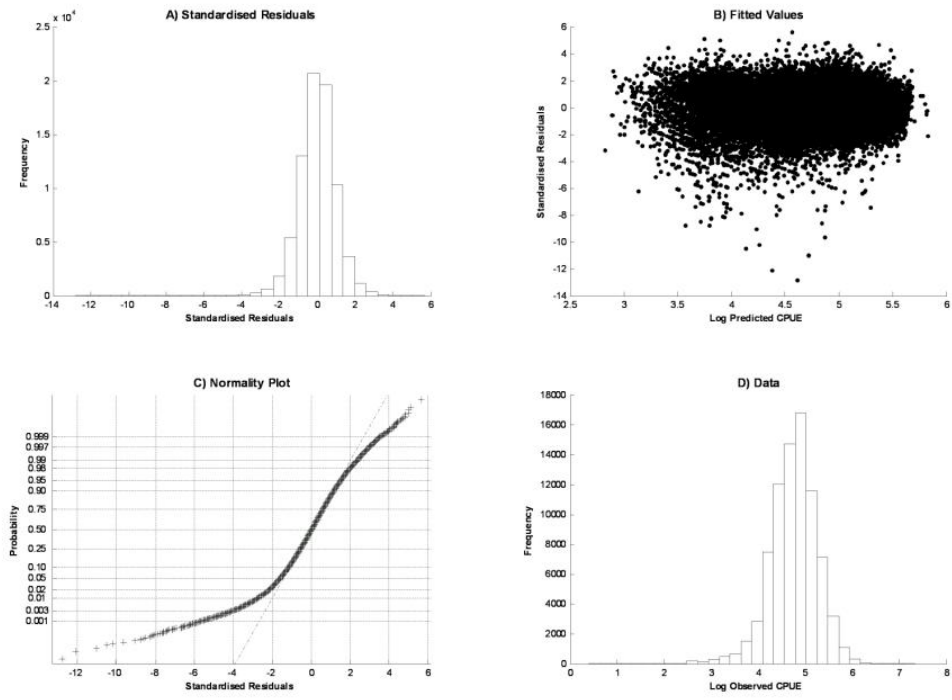 A) Standardised Residuals
x 10⁴
2.5
2
1.5
1
0.5
0
Frequency
-14 -12 -10 -8 -6 -4 -2 0 2 4 6
Standardised Residuals
B) Fitted Values
6
4
2
0
-2
-4
-6
-8
-10
-12
-14
Standardised Residuals
2.5 3 3.5 4 4.5 5 5.5 6
Log Predicted CPUE
C) Normality Plot
0.999
0.997
0.99
0.98
0.95
0.90
0.75
0.50
0.25
0.10
0.05
0.02
0.01
0.003
0.001
Probability
-12 -10 -8 -6 -4 -2 0 2 4 6
Standardised Residuals
D) Data
18000
16000
14000
12000
10000
8000
6000
4000
2000
0
Frequency
0 1 2 3 4 5 6 7 8
Log Observed CPUE